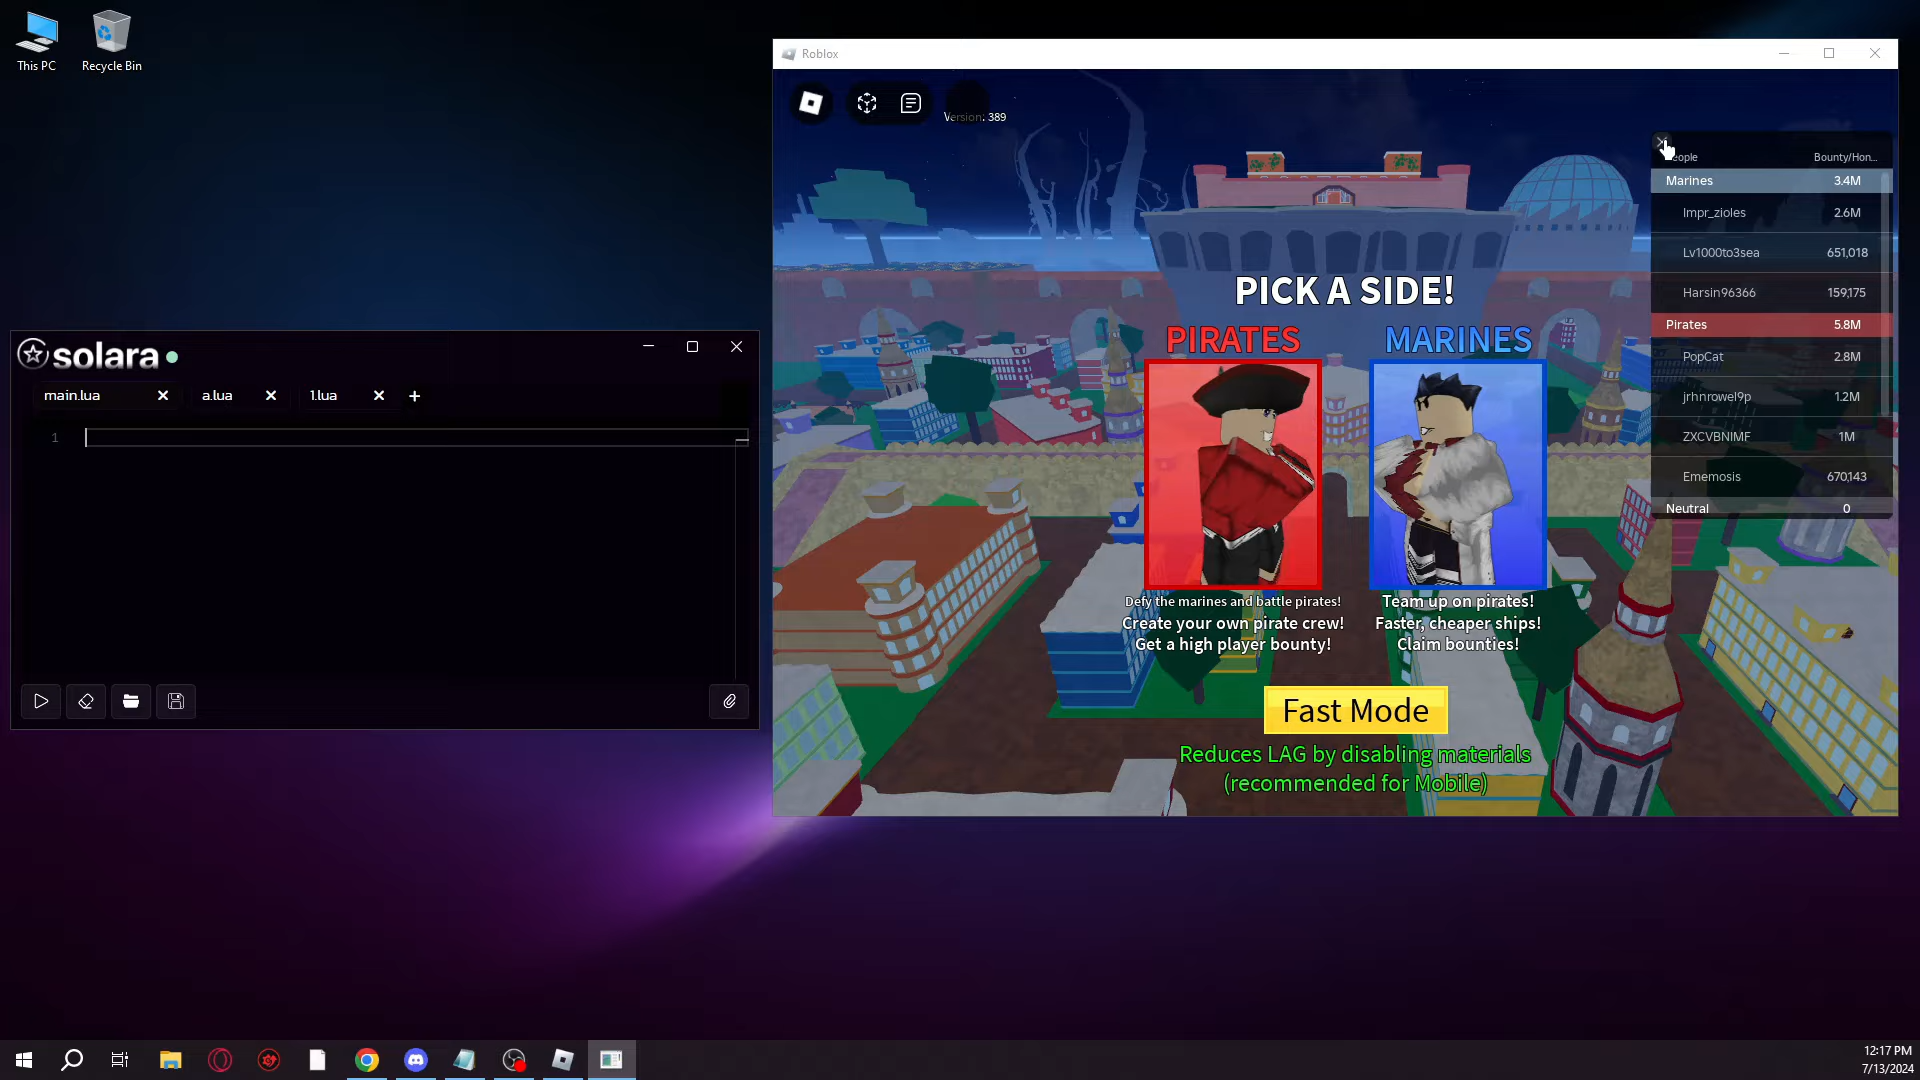 This PC
Recycle Bin
solara
main.lua
a.lua
1.lua
1
Roblox
Version: 389
PICK A SIDE!
PIRATES
MARINES
Defy the marines and battle pirates!
Create your own pirate crew!
Get a high player bounty!
Team up on pirates!
Faster, cheaper ships!
Claim bounties!
Fast Mode
Reduces LAG by disabling materials
(recommended for Mobile)
People Bounty/Hon...
Marines 3.4M
Impr_zioles 2.6M
Lv1000to3sea 651,018
Harsin96366 159,175
Pirates 5.8M
PopCat 2.8M
jrhnrowel9p 1.2M
ZXCVBNIMF 1M
Ememosis 670,143
Neutral 0
12:17 PM
7/13/2024